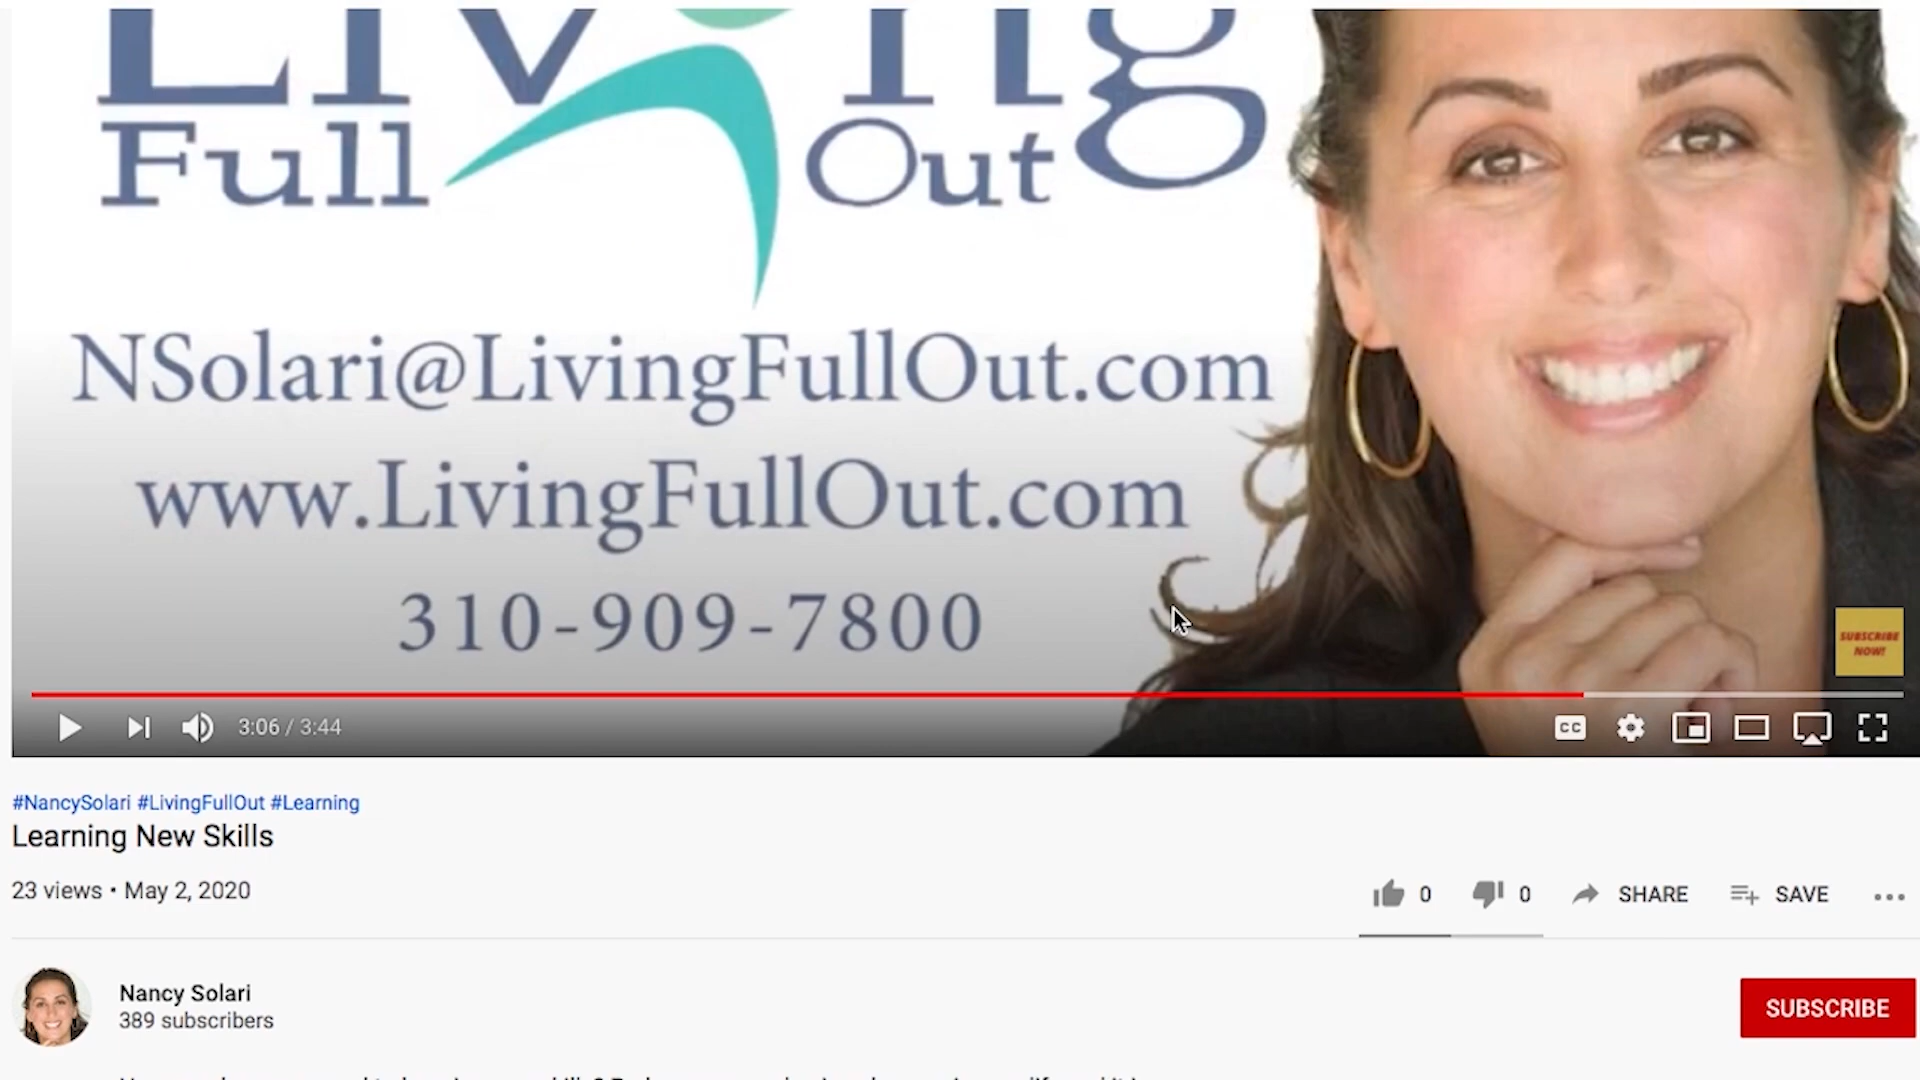 Living
Full Out
NSolari@LivingFullOut.com
www.LivingFullOut.com
310-909-7800
SUBSCRIBE
NOW!
3:06 / 3:44
CC
#NancySolari #LivingFullOut #Learning
Learning New Skills
23 views • May 2, 2020
0
0
SHARE
SAVE
Nancy Solari
389 subscribers
SUBSCRIBE